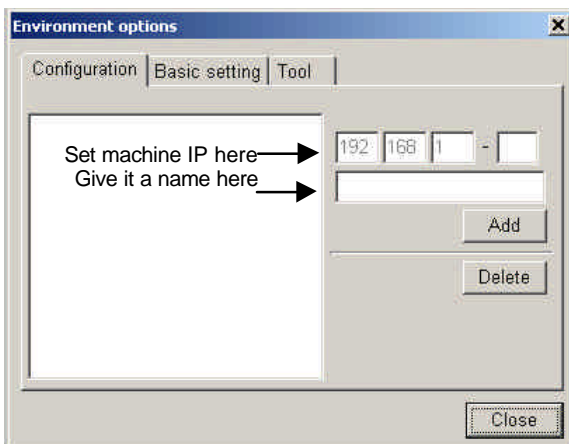 Environment options
Configuration Basic setting Tool
Set machine IP here 192 168 1 -
Give it a name here
Add
Delete
Close